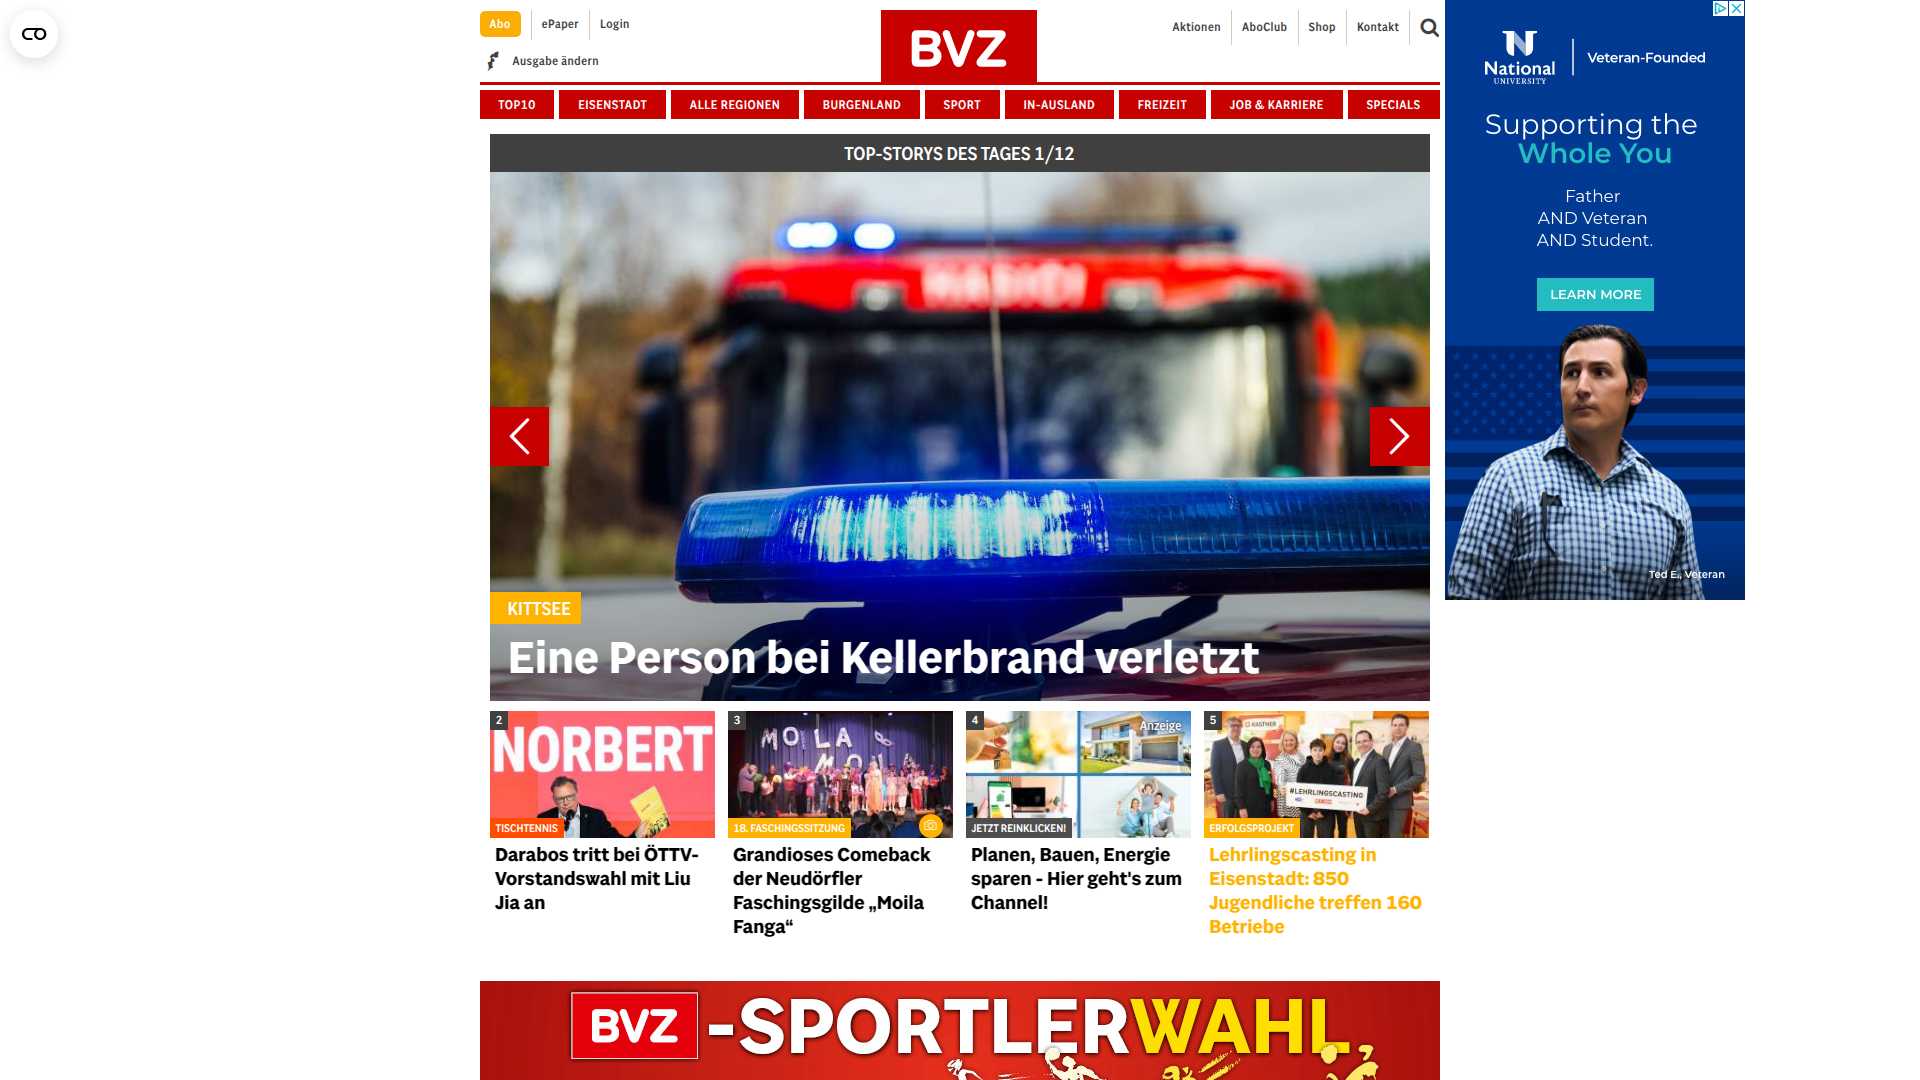 Abo
ePaper
Login
Ausgabe ändern
BVZ
Aktionen
AboClub
Shop
Kontakt
TOP10
EISENSTADT
ALLE REGIONEN
BURGENLAND
SPORT
IN-AUSLAND
FREIZEIT
JOB & KARRIERE
SPECIALS
TOP-STORYS DES TAGES 1/12
KITTSEE
Eine Person bei Kellerbrand verletzt
2
NORBERT
TISCHTENNIS
Darabos tritt bei ÖTTV-
Vorstandswahl mit Liu
Jia an
3
MOILA
MOILA
18. FASCHINGSSITZUNG
Grandioses Comeback
der Neudörfler
Faschingsgilde „Moila
Fanga“
4
Anzeige
JETZT REINKLICKEN!
Planen, Bauen, Energie
sparen - Hier geht's zum
Channel!
5
KASTNER
#LEHRLINGSCASTING
ERFOLGSPROJEKT
Lehrlingscasting in
Eisenstadt: 850
Jugendliche treffen 160
Betriebe
BVZ-SPORTLERWAHL
National
UNIVERSITY
Veteran-Founded
Supporting the
Whole You
Father
AND Veteran
AND Student.
LEARN MORE
Ted E., Veteran